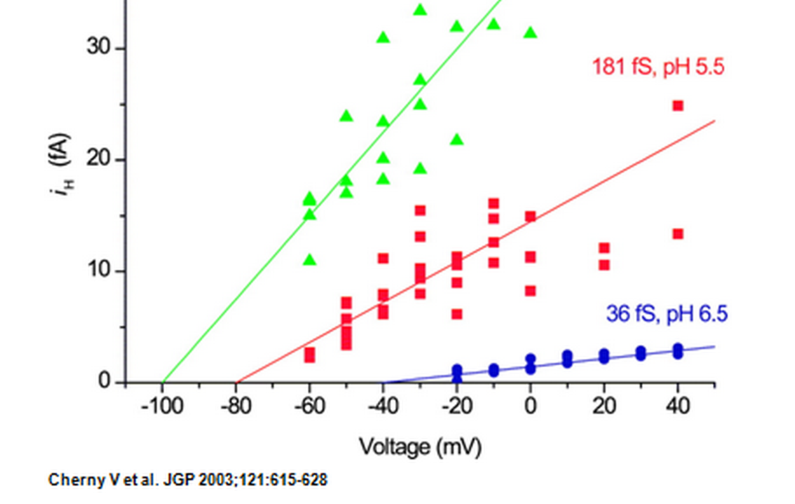 30
181 fS, pH 5.5
20
iH (fA)
10
36 fS, pH 6.5
0
-100 -80 -60 -40 -20 0 20 40
Voltage (mV)
Cherny V et al. JGP 2003;121:615-628